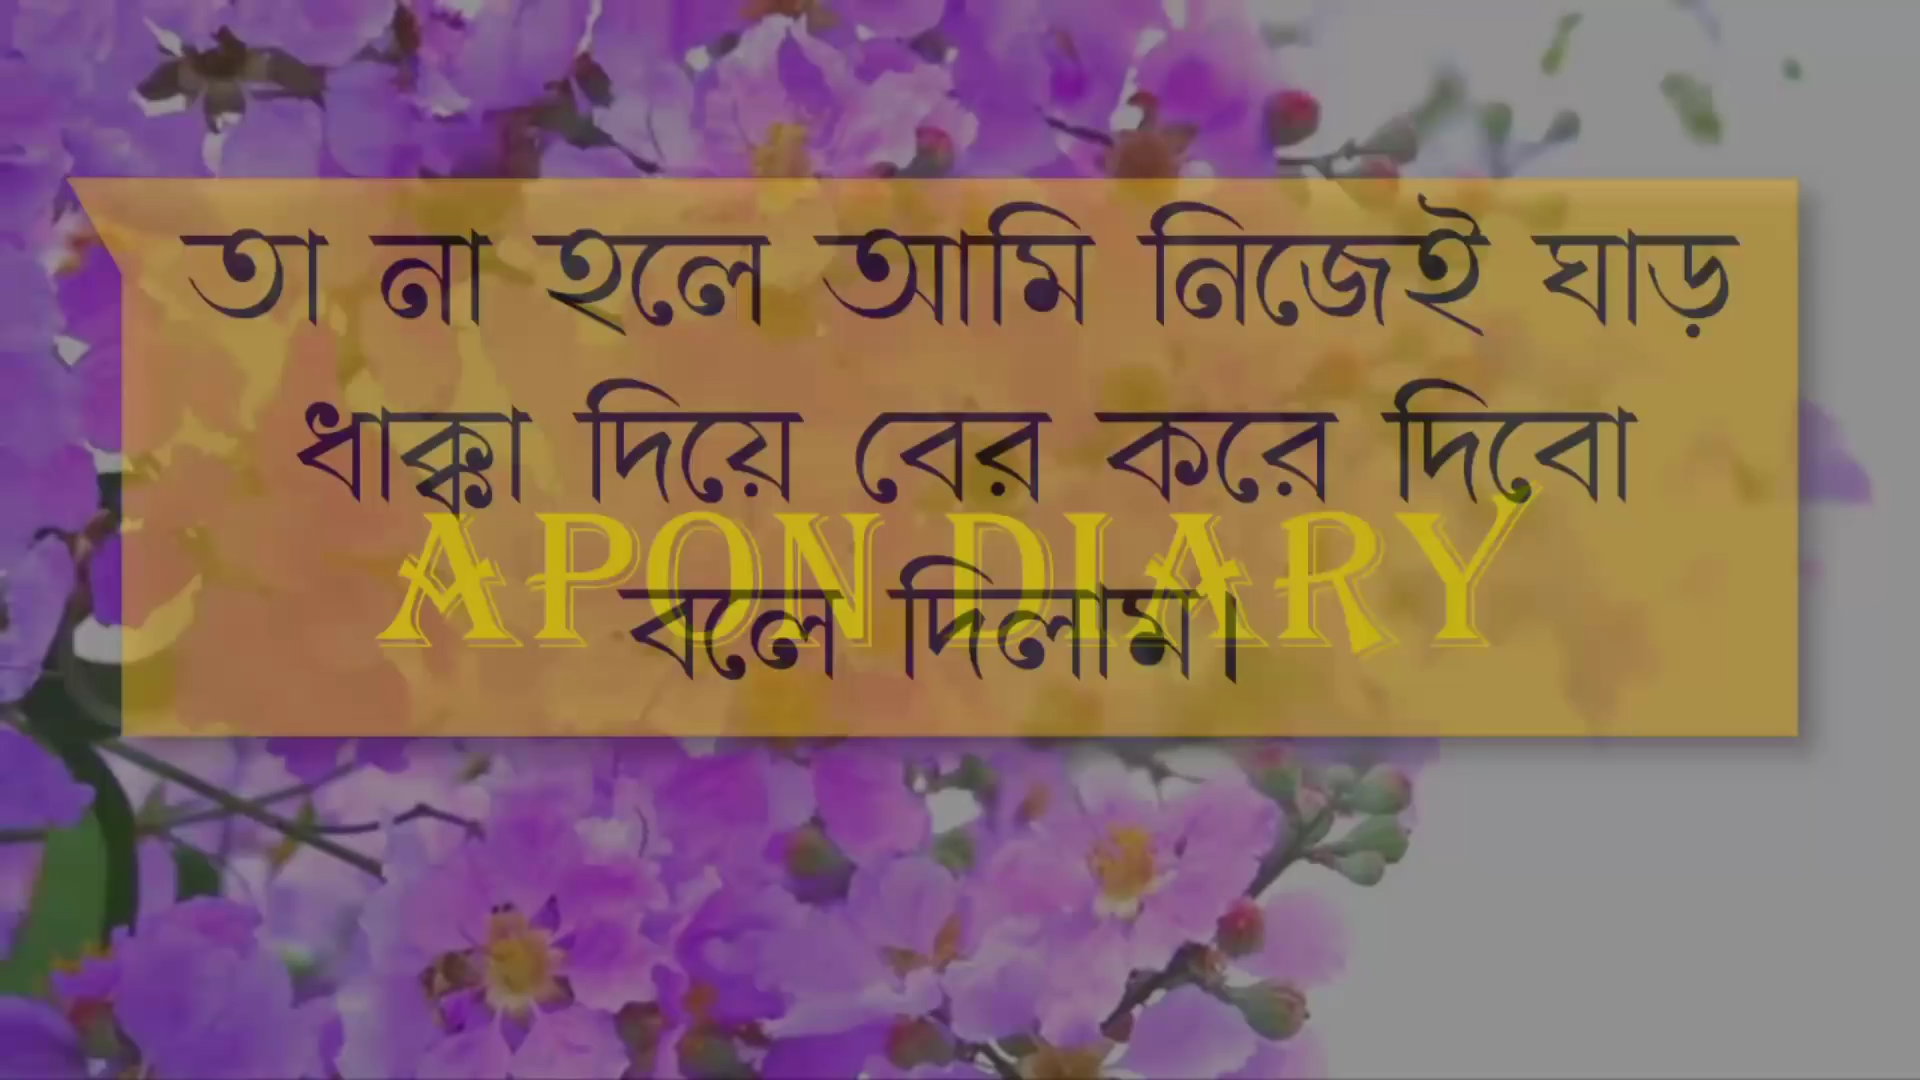 তা না হলে আমি নিজেই ঘাড়
ধাক্কা দিয়ে বের করে দিবো
APON DIARY
বলে দিলাম।